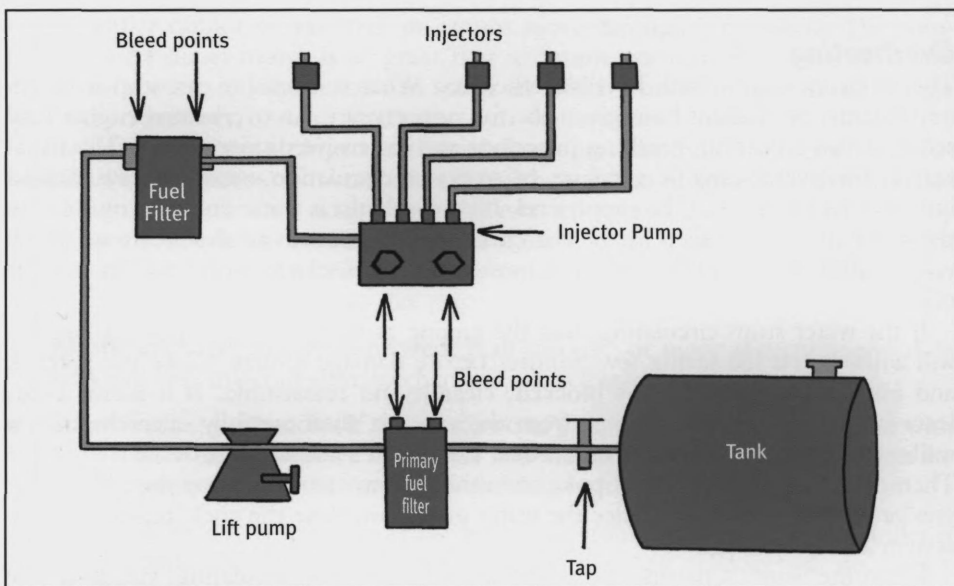 Bleed points
Injectors
Fuel
Filter
Injector Pump
Bleed points
Primary
fuel
filter
Tank
Lift pump
Tap